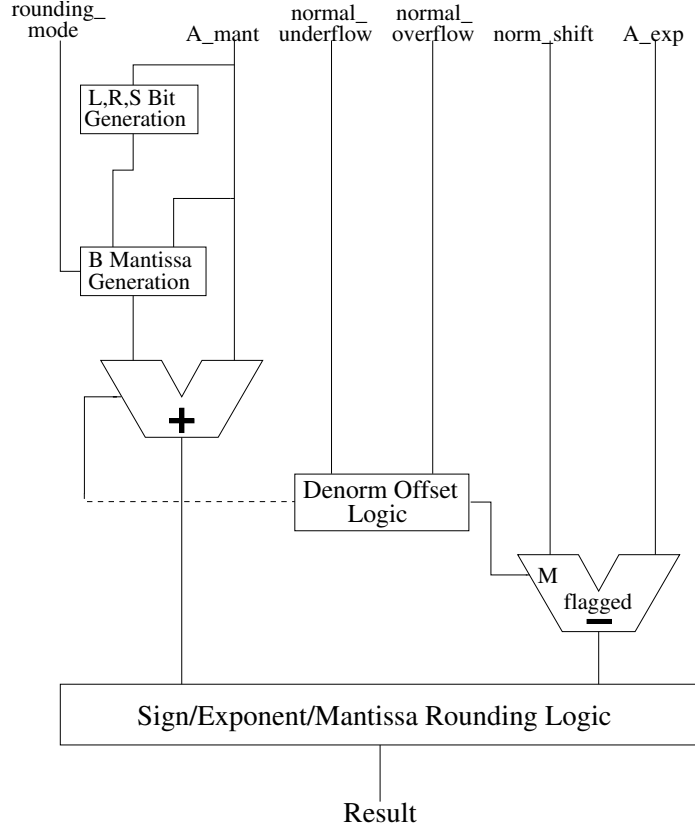 rounding_
mode
A_mant
normal_
underflow
normal_
overflow
norm_shift
A_exp
L,R,S Bit
Generation
B Mantissa
Generation
+
Denorm Offset
Logic
M
flagged
−
Sign/Exponent/Mantissa Rounding Logic
Result